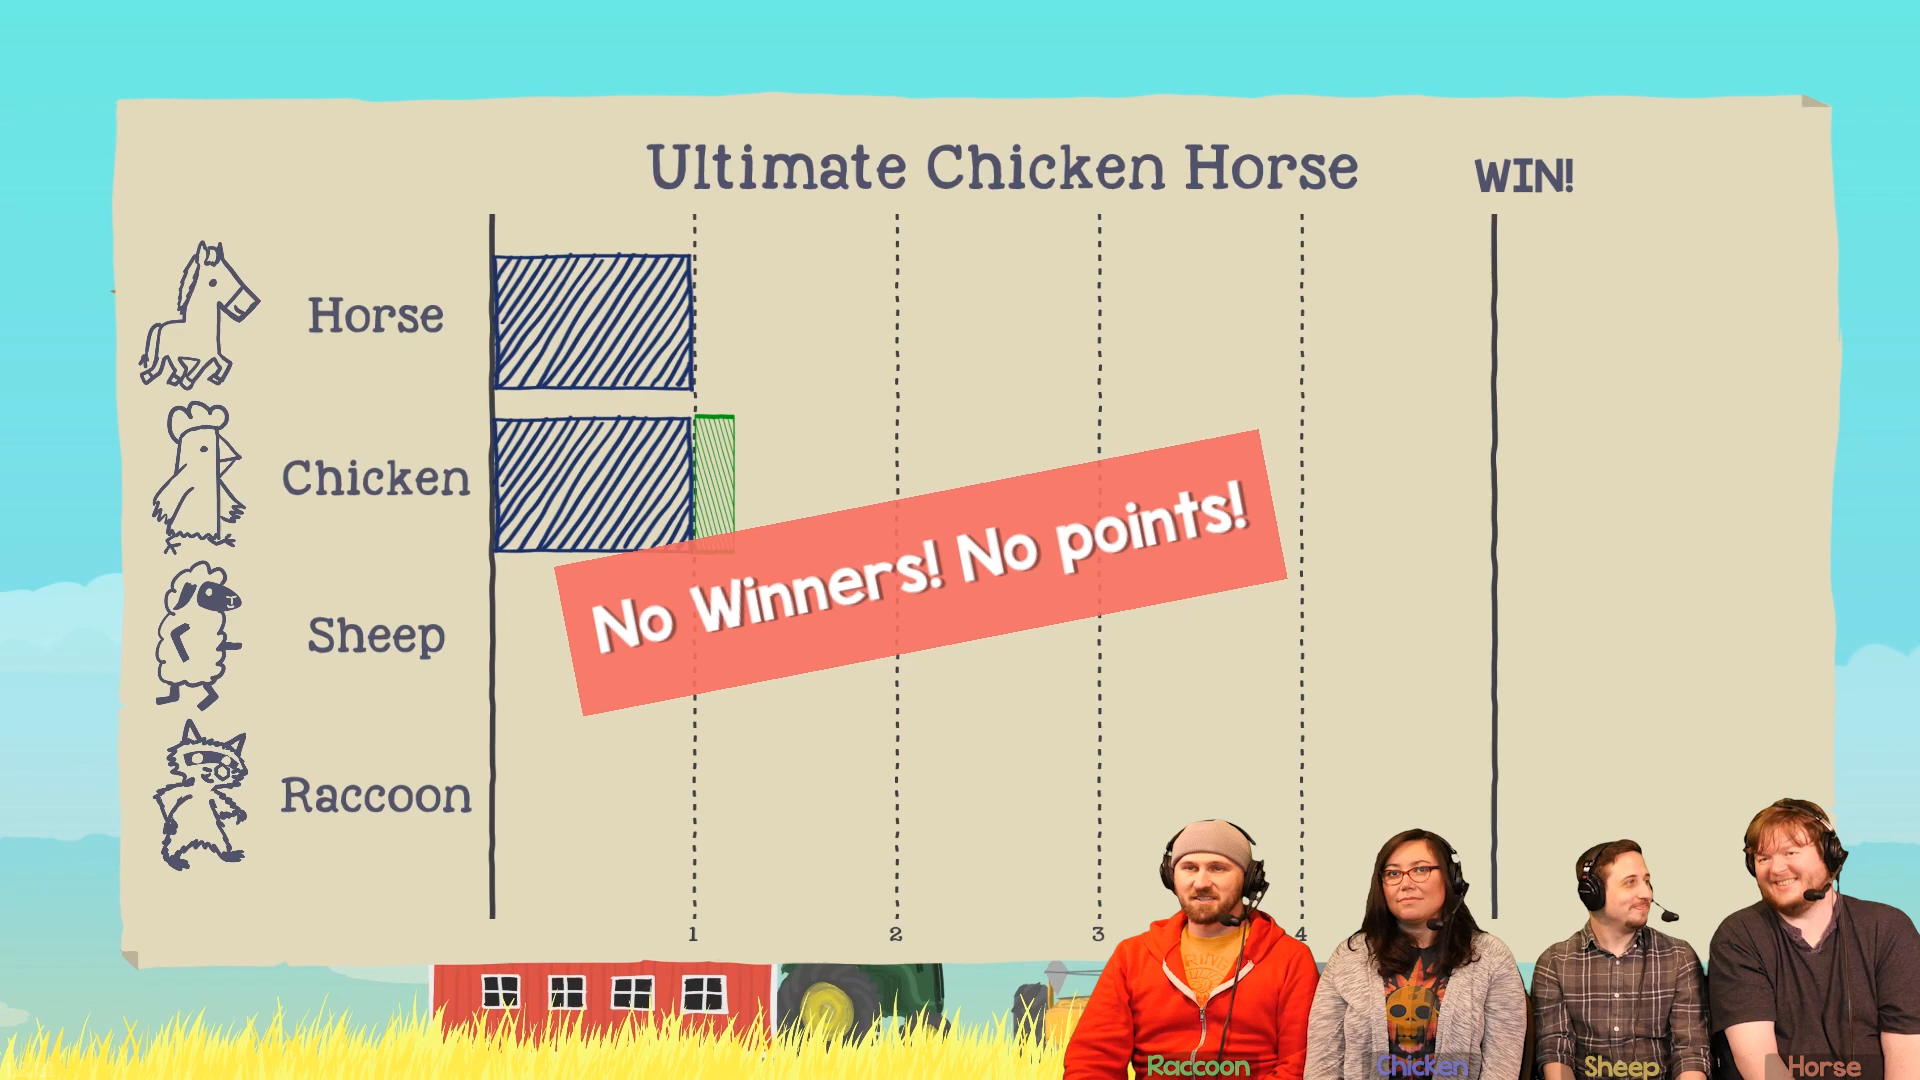 Ultimate Chicken Horse
WIN!
Horse
Chicken
No Winners! No points!
Sheep
Raccoon
1
2
3
4
Raccoon
Chicken
Sheep
Horse